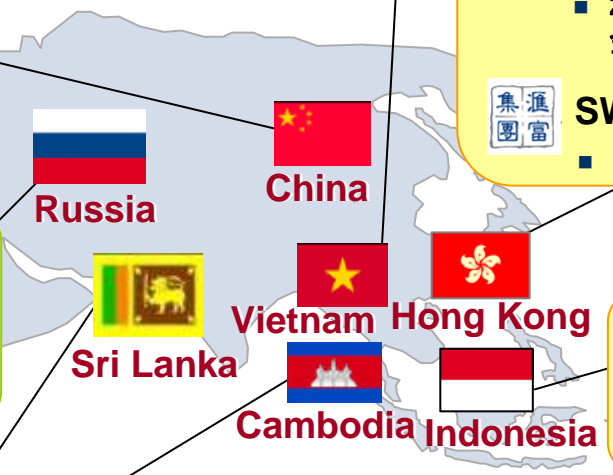 集滙
團富
SW
China
Russia
Vietnam
Hong Kong
Sri Lanka
Cambodia
Indonesia